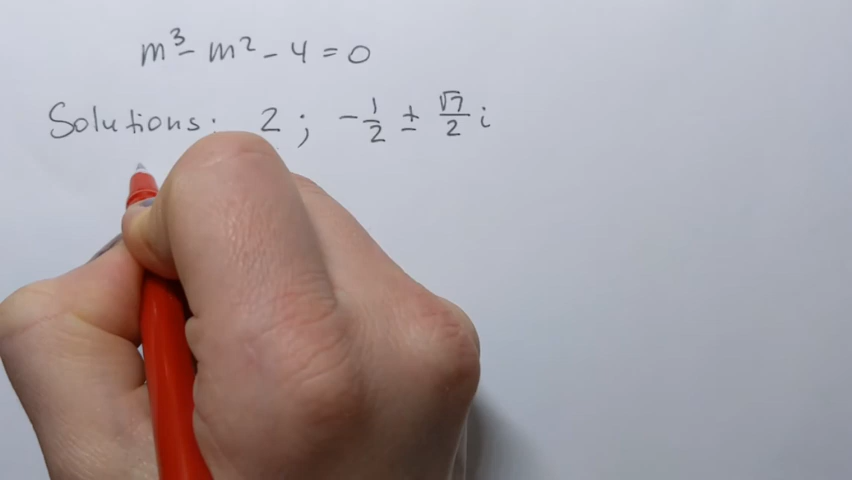 m³ - m² - 4 = 0
Solutions: 2 ; -1/2 ± √7/2 i